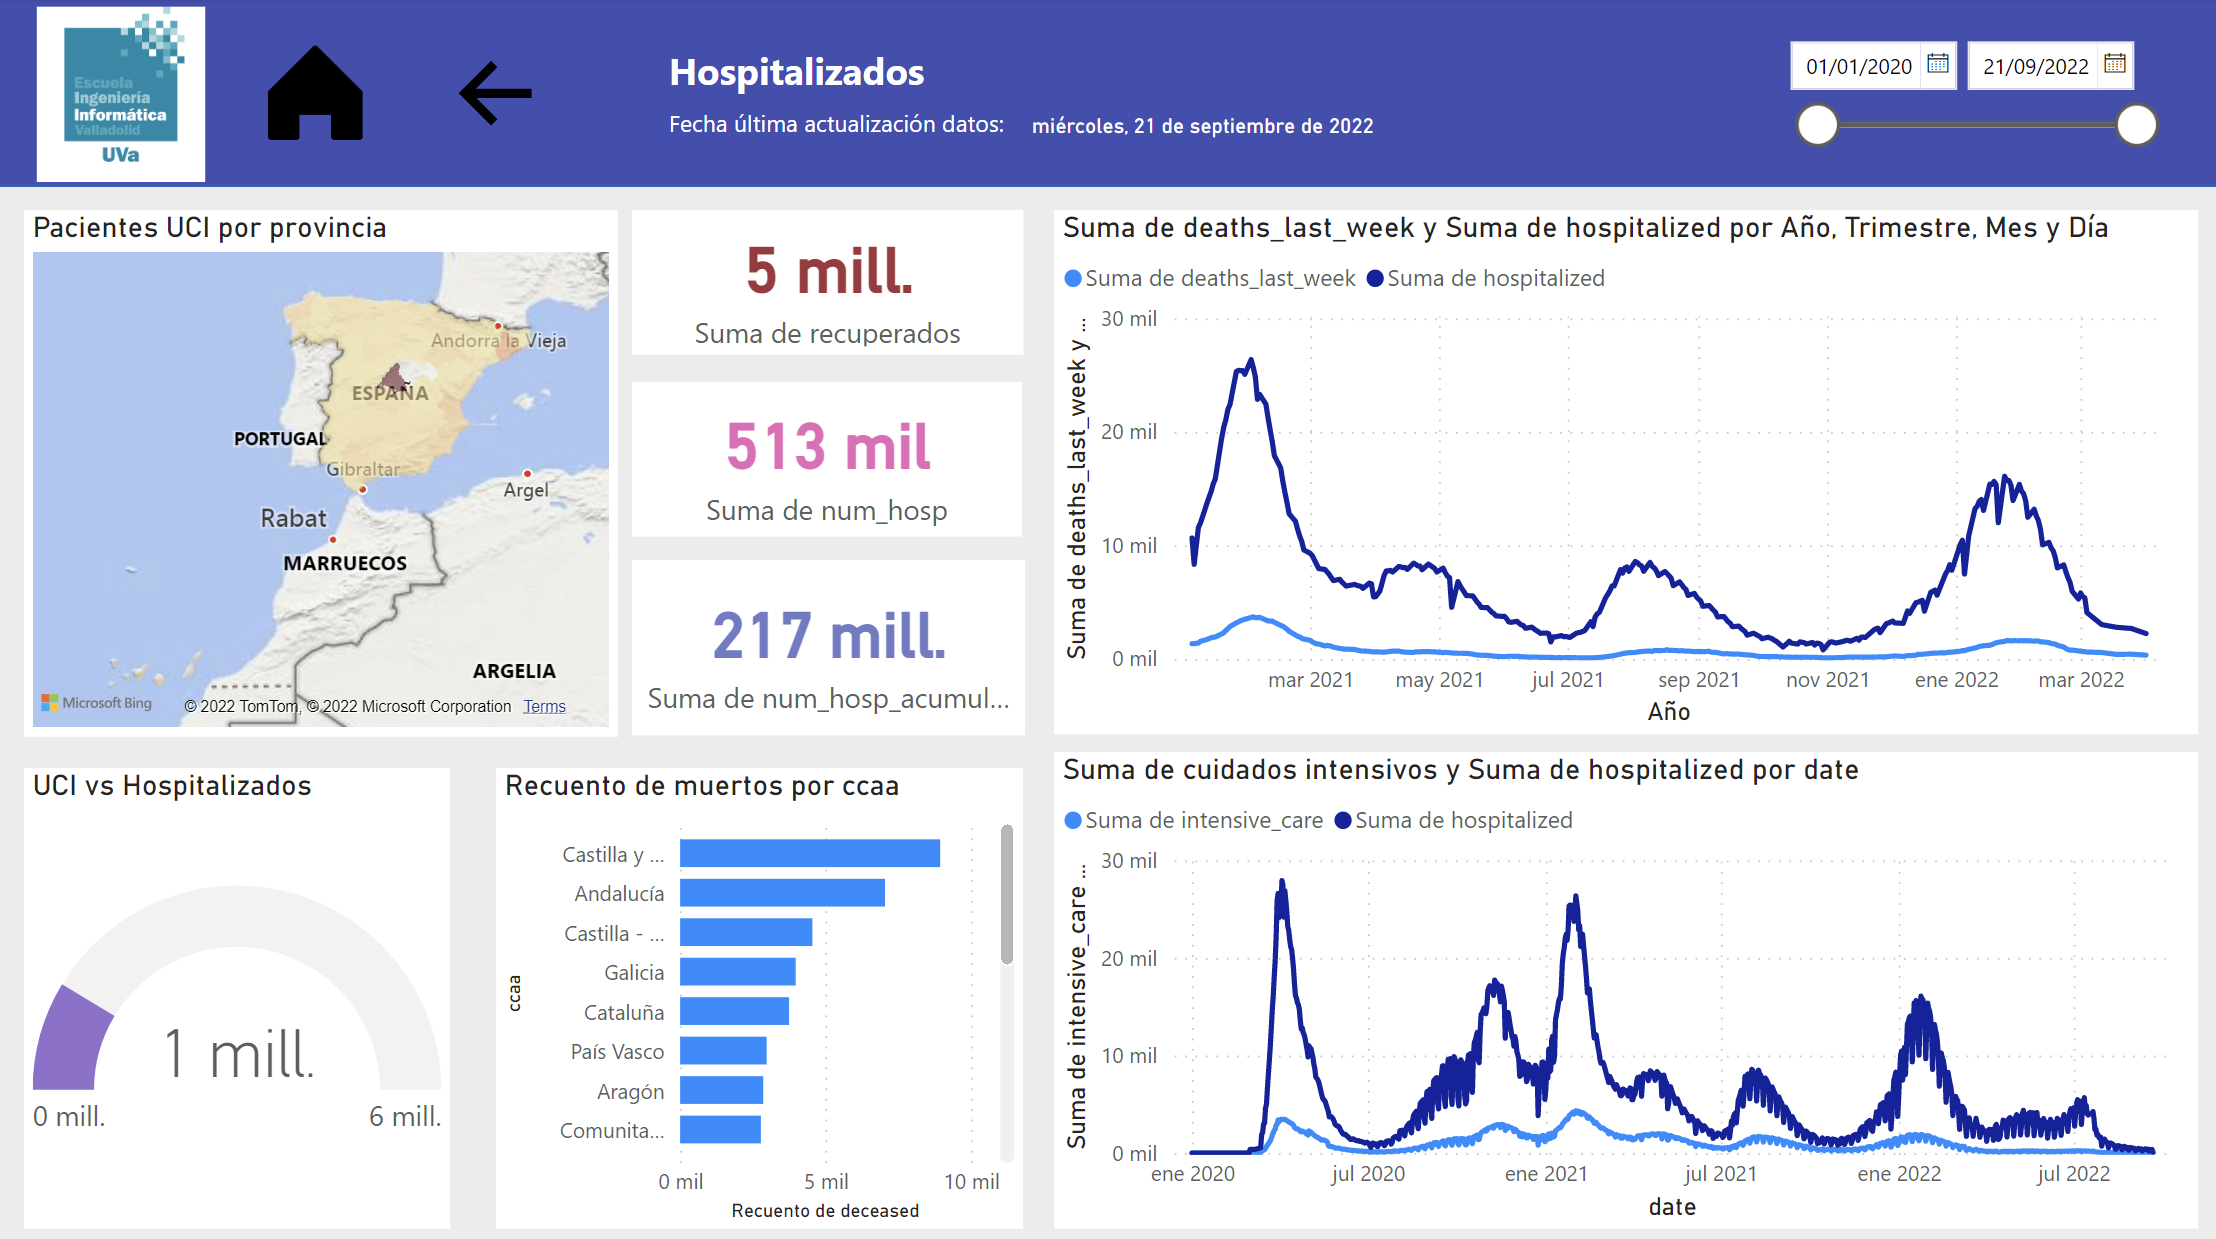 Escuela
Ingeniería
Informática
Valladolid
UVa
Hospitalizados
Fecha última actualización datos: miércoles, 21 de septiembre de 2022
01/01/2020
21/09/2022
Pacientes UCI por provincia
Andorra la Vieja
ESPAÑA
PORTUGAL
Gibraltar
Argel
Rabat
MARRUECOS
ARGELIA
Microsoft Bing
© 2022 TomTom, © 2022 Microsoft Corporation Terms
5 mill.
Suma de recuperados
513 mil
Suma de num_hosp
217 mill.
Suma de num_hosp_acumul...
Suma de deaths_last_week y Suma de hospitalized por Año, Trimestre, Mes y Día
Suma de deaths_last_week Suma de hospitalized
Suma de deaths_last_week y ...
30 mil
20 mil
10 mil
0 mil
mar 2021 may 2021 jul 2021 sep 2021 nov 2021 ene 2022 mar 2022
Año
UCI vs Hospitalizados
1 mill.
0 mill. 6 mill.
Recuento de muertos por ccaa
ccaa
Castilla y ...
Andalucía
Castilla - ...
Galicia
Cataluña
País Vasco
Aragón
Comunita...
0 mil 5 mil 10 mil
Recuento de deceased
Suma de cuidados intensivos y Suma de hospitalized por date
Suma de intensive_care Suma de hospitalized
Suma de intensive_care ...
30 mil
20 mil
10 mil
0 mil
ene 2020 jul 2020 ene 2021 jul 2021 ene 2022 jul 2022
date